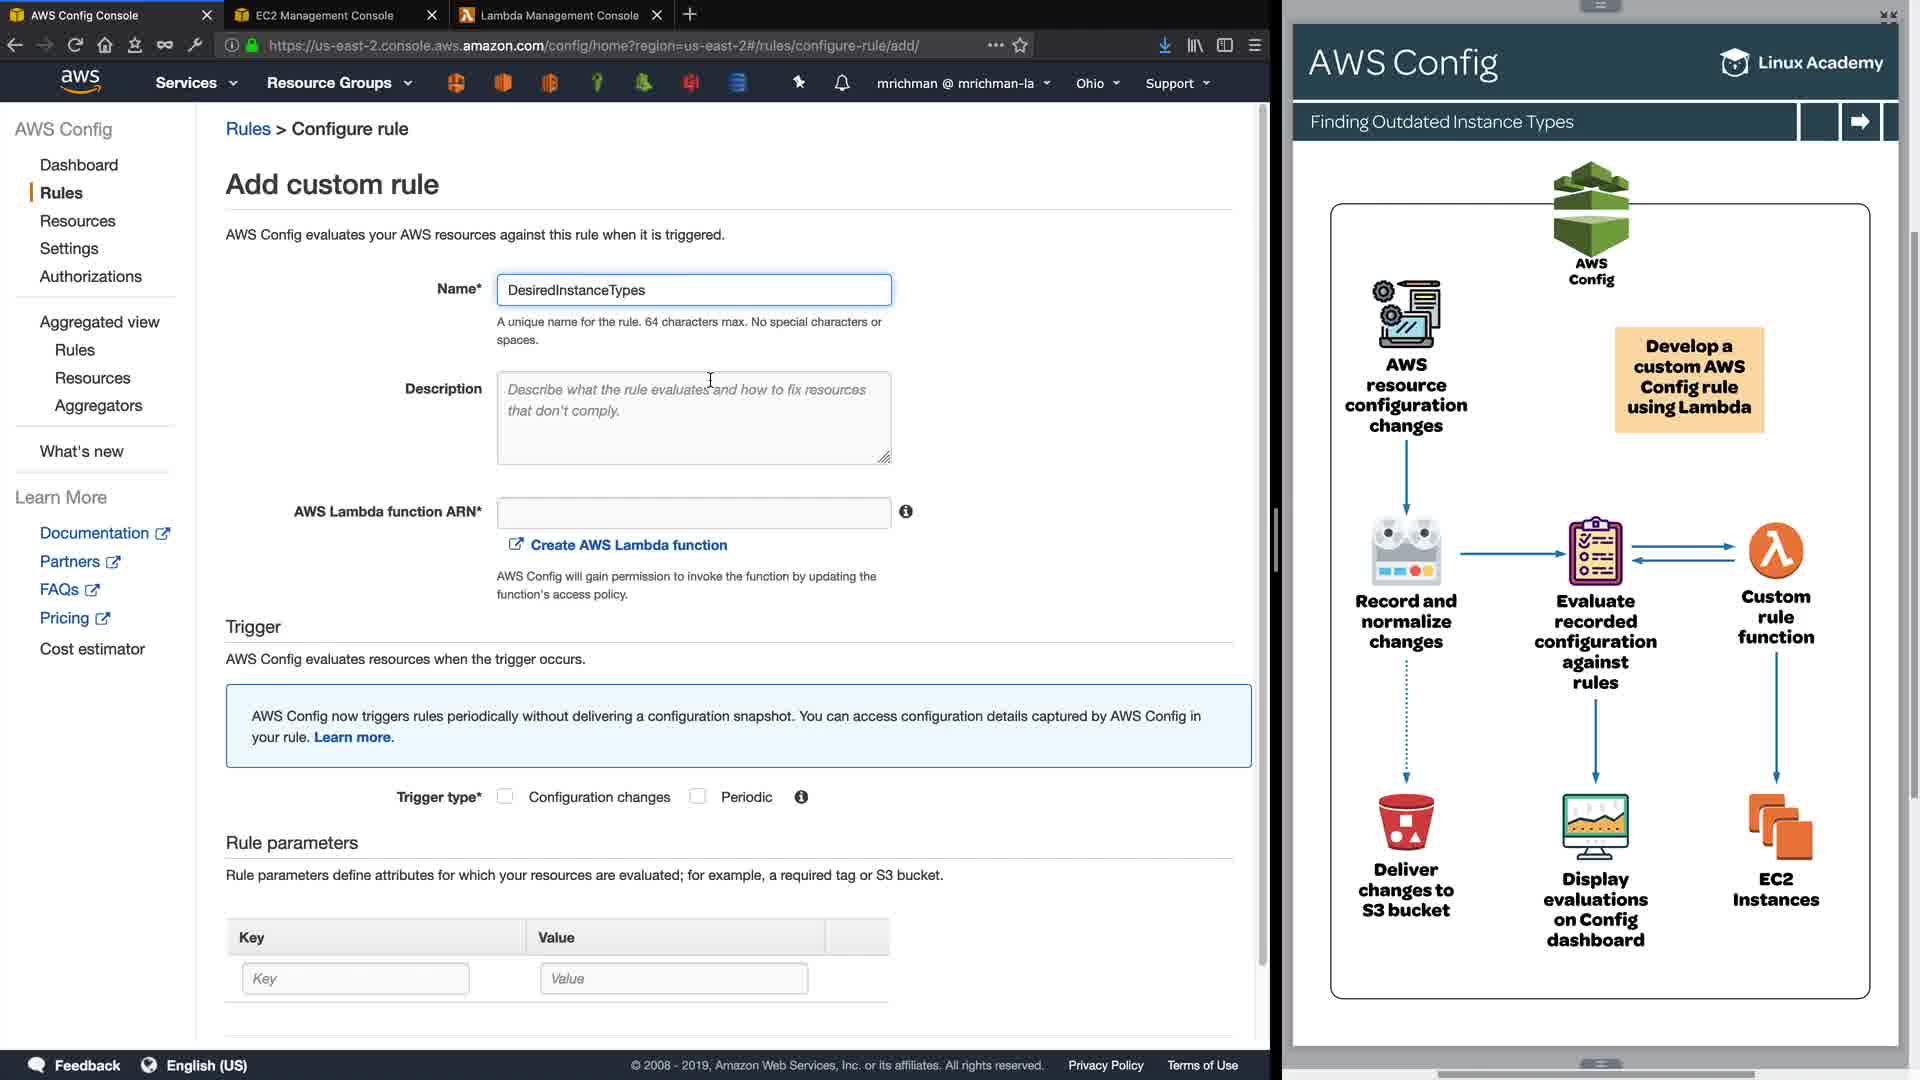 AWS Config Console
EC2 Management Console
Lambda Management Console
https://us-east-2.console.aws.amazon.com/config/home?region=us-east-2#/rules/configure-rule/add/
aws
Services
Resource Groups
mrichman @ mrichman-la
Ohio
Support
AWS Config
Dashboard
Rules
Resources
Settings
Authorizations
Aggregated view
Rules
Resources
Aggregators
What's new
Learn More
Documentation
Partners
FAQs
Pricing
Cost estimator
Rules > Configure rule
Add custom rule
AWS Config evaluates your AWS resources against this rule when it is triggered.
Name*
DesiredInstanceTypes
A unique name for the rule. 64 characters max. No special characters or
spaces.
Description
Describe what the rule evaluates and how to fix resources
that don't comply.
AWS Lambda function ARN*
Create AWS Lambda function
AWS Config will gain permission to invoke the function by updating the
function's access policy.
Trigger
AWS Config evaluates resources when the trigger occurs.
AWS Config now triggers rules periodically without delivering a configuration snapshot. You can access configuration details captured by AWS Config in
your rule. Learn more.
Trigger type*
Configuration changes
Periodic
Rule parameters
Rule parameters define attributes for which your resources are evaluated; for example, a required tag or S3 bucket.
Key
Value
Key
Value
Feedback
English (US)
© 2008 - 2019, Amazon Web Services, Inc. or its affiliates. All rights reserved.
Privacy Policy
Terms of Use
AWS Config
Linux Academy
Finding Outdated Instance Types
AWS
Config
AWS
resource
configuration
changes
Develop a
custom AWS
Config rule
using Lambda
Record and
normalize
changes
Evaluate
recorded
configuration
against
rules
Custom
rule
function
Deliver
changes to
S3 bucket
Display
evaluations
on Config
dashboard
EC2
Instances